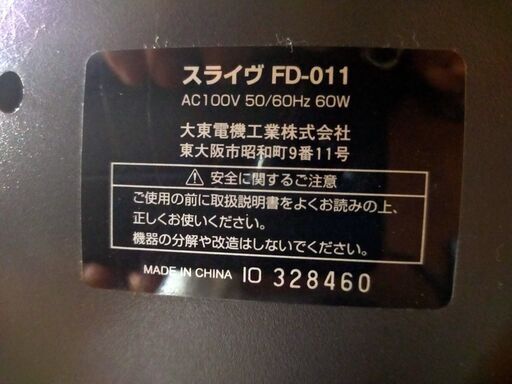 スライヴ FD-011
AC100V 50/60Hz 60W
大東電機工業株式会社
東大阪市昭和町9番11号
安全に関するご注意
ご使用の前に取扱説明書をよくお読みの上、
正しくお使いください。
機器の分解や改造はしないでください。
MADE IN CHINA IO 328460